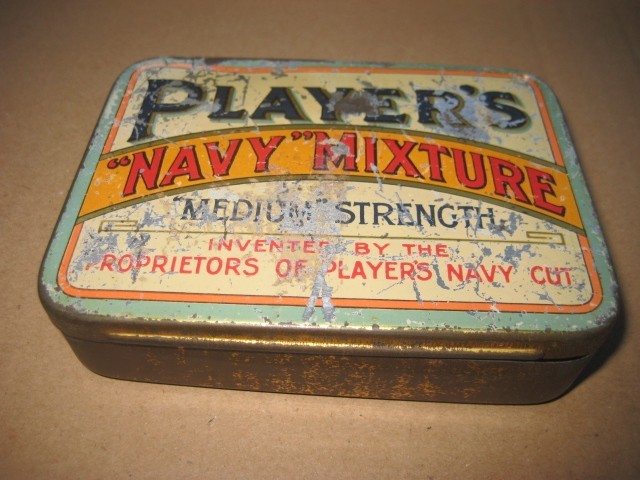 PLAYER'S
"NAVY" MIXTURE
"MEDIUM" STRENGTH.
INVENTED BY THE
PROPRIETORS OF PLAYERS NAVY CUT